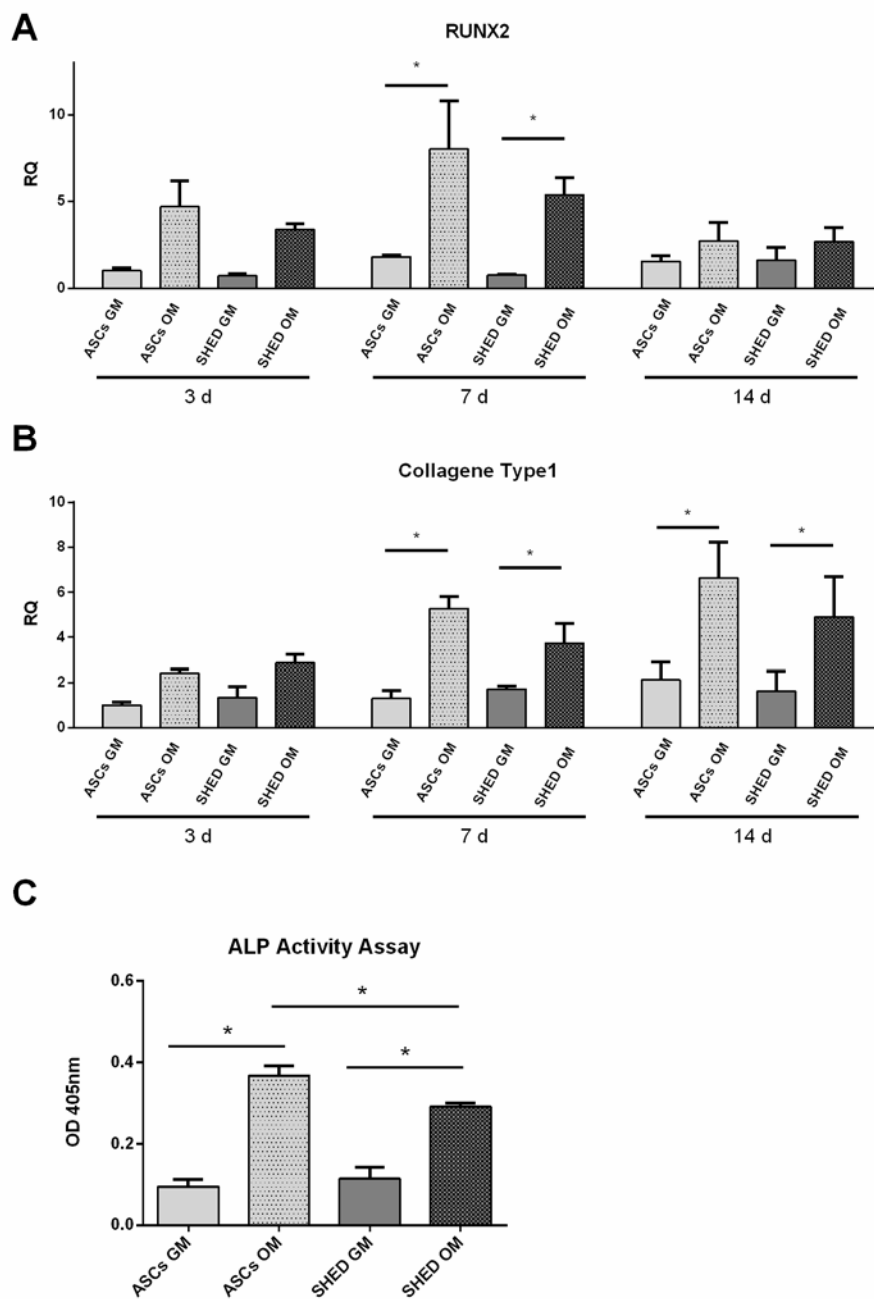 A
RUNX2
* *
10
5
0
RQ
ASCs GM ASCs OM SHED GM SHED OM ASCs GM ASCs OM SHED GM SHED OM ASCs GM ASCs OM SHED GM SHED OM
3 d 7 d 14 d
B
Collagene Type1
* * * *
10
8
6
4
2
0
RQ
ASCs GM ASCs OM SHED GM SHED OM ASCs GM ASCs OM SHED GM SHED OM ASCs GM ASCs OM SHED GM SHED OM
3 d 7 d 14 d
C
ALP Activity Assay
* * *
0.6
0.4
0.2
0.0
OD 405nm
ASCs GM ASCs OM SHED GM SHED OM